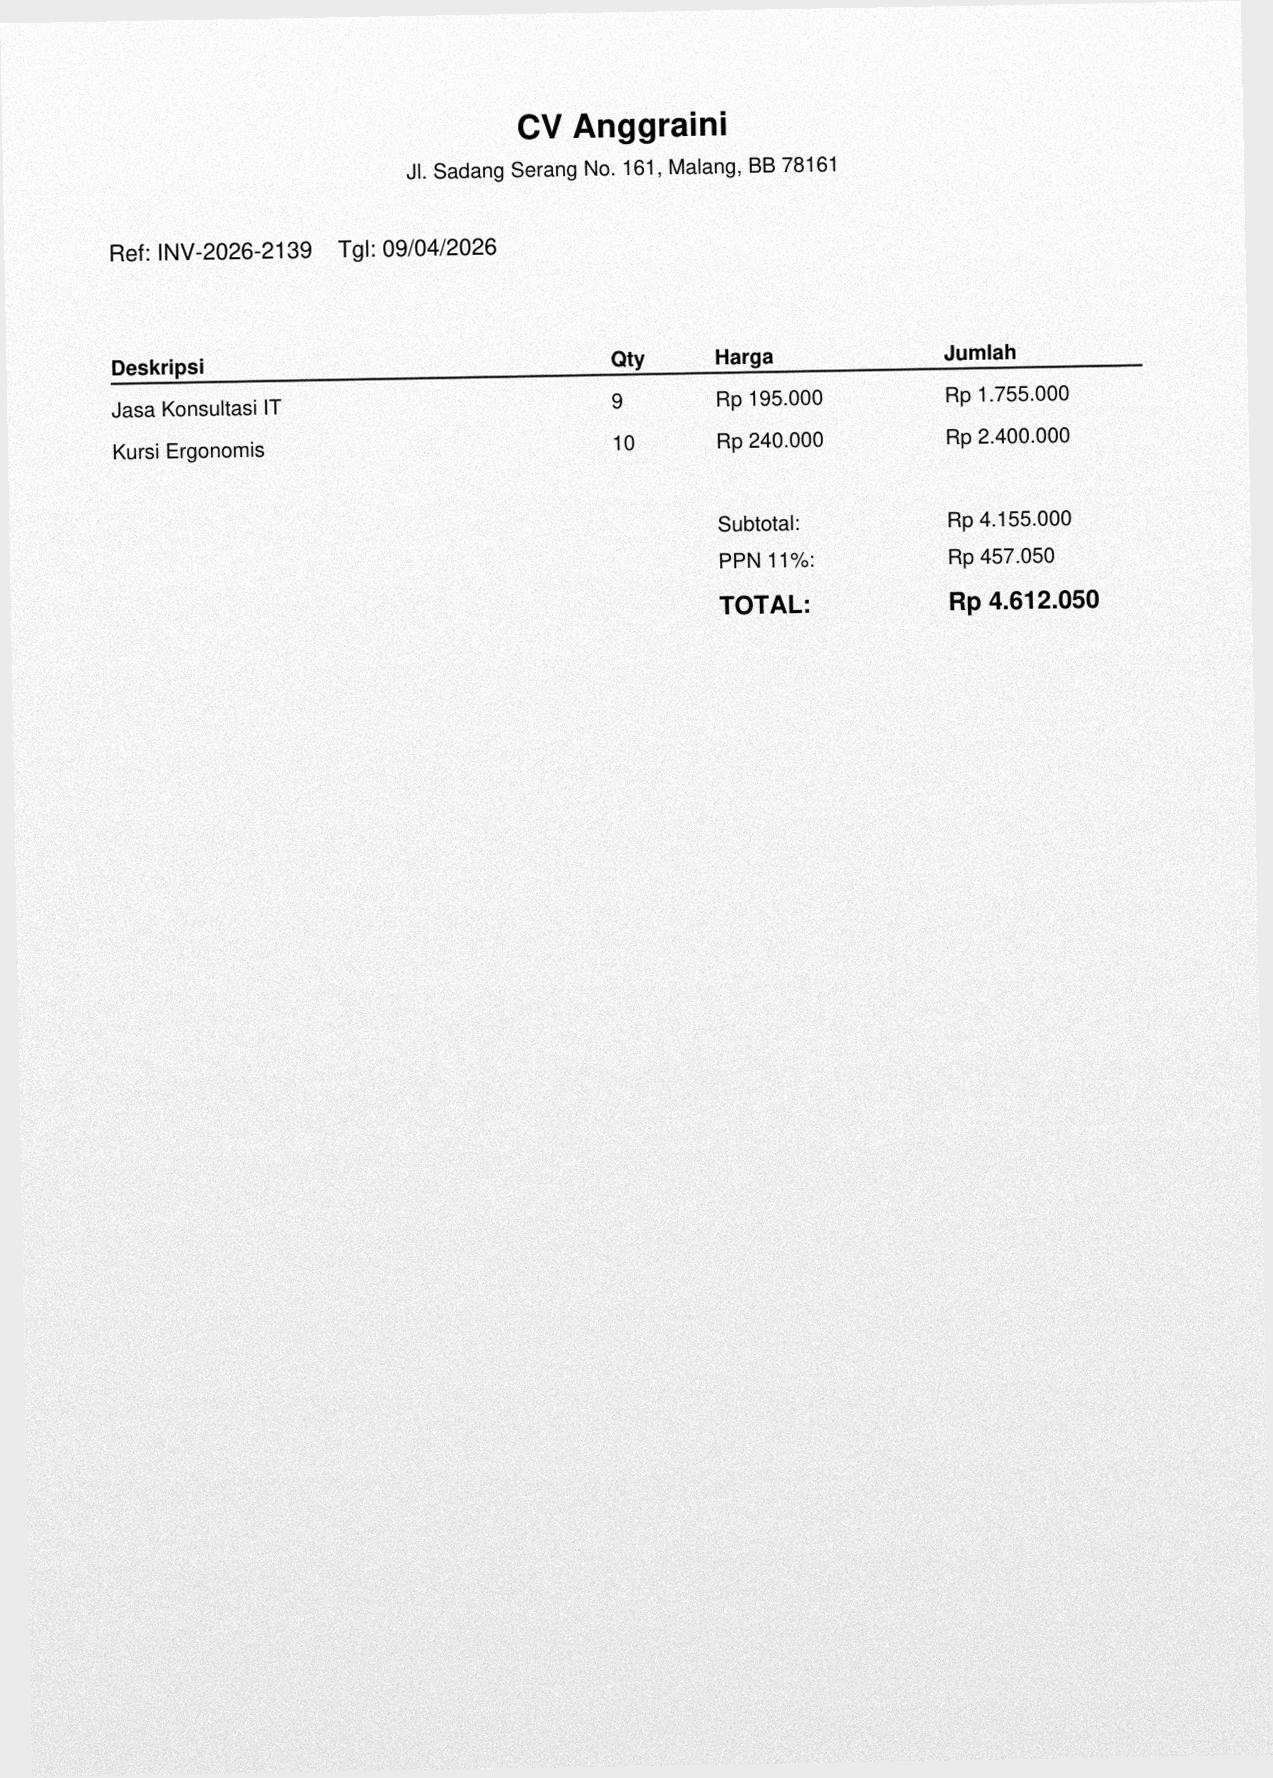 CV Anggraini
Jl. Sadang Serang No. 161, Malang, BB 78161
Ref: INV-2026-2139 Tgl: 09/04/2026
Deskripsi Qty Harga Jumlah
Jasa Konsultasi IT 9 Rp 195.000 Rp 1.755.000
Kursi Ergonomis 10 Rp 240.000 Rp 2.400.000
Subtotal: Rp 4.155.000
PPN 11%: Rp 457.050
TOTAL: Rp 4.612.050